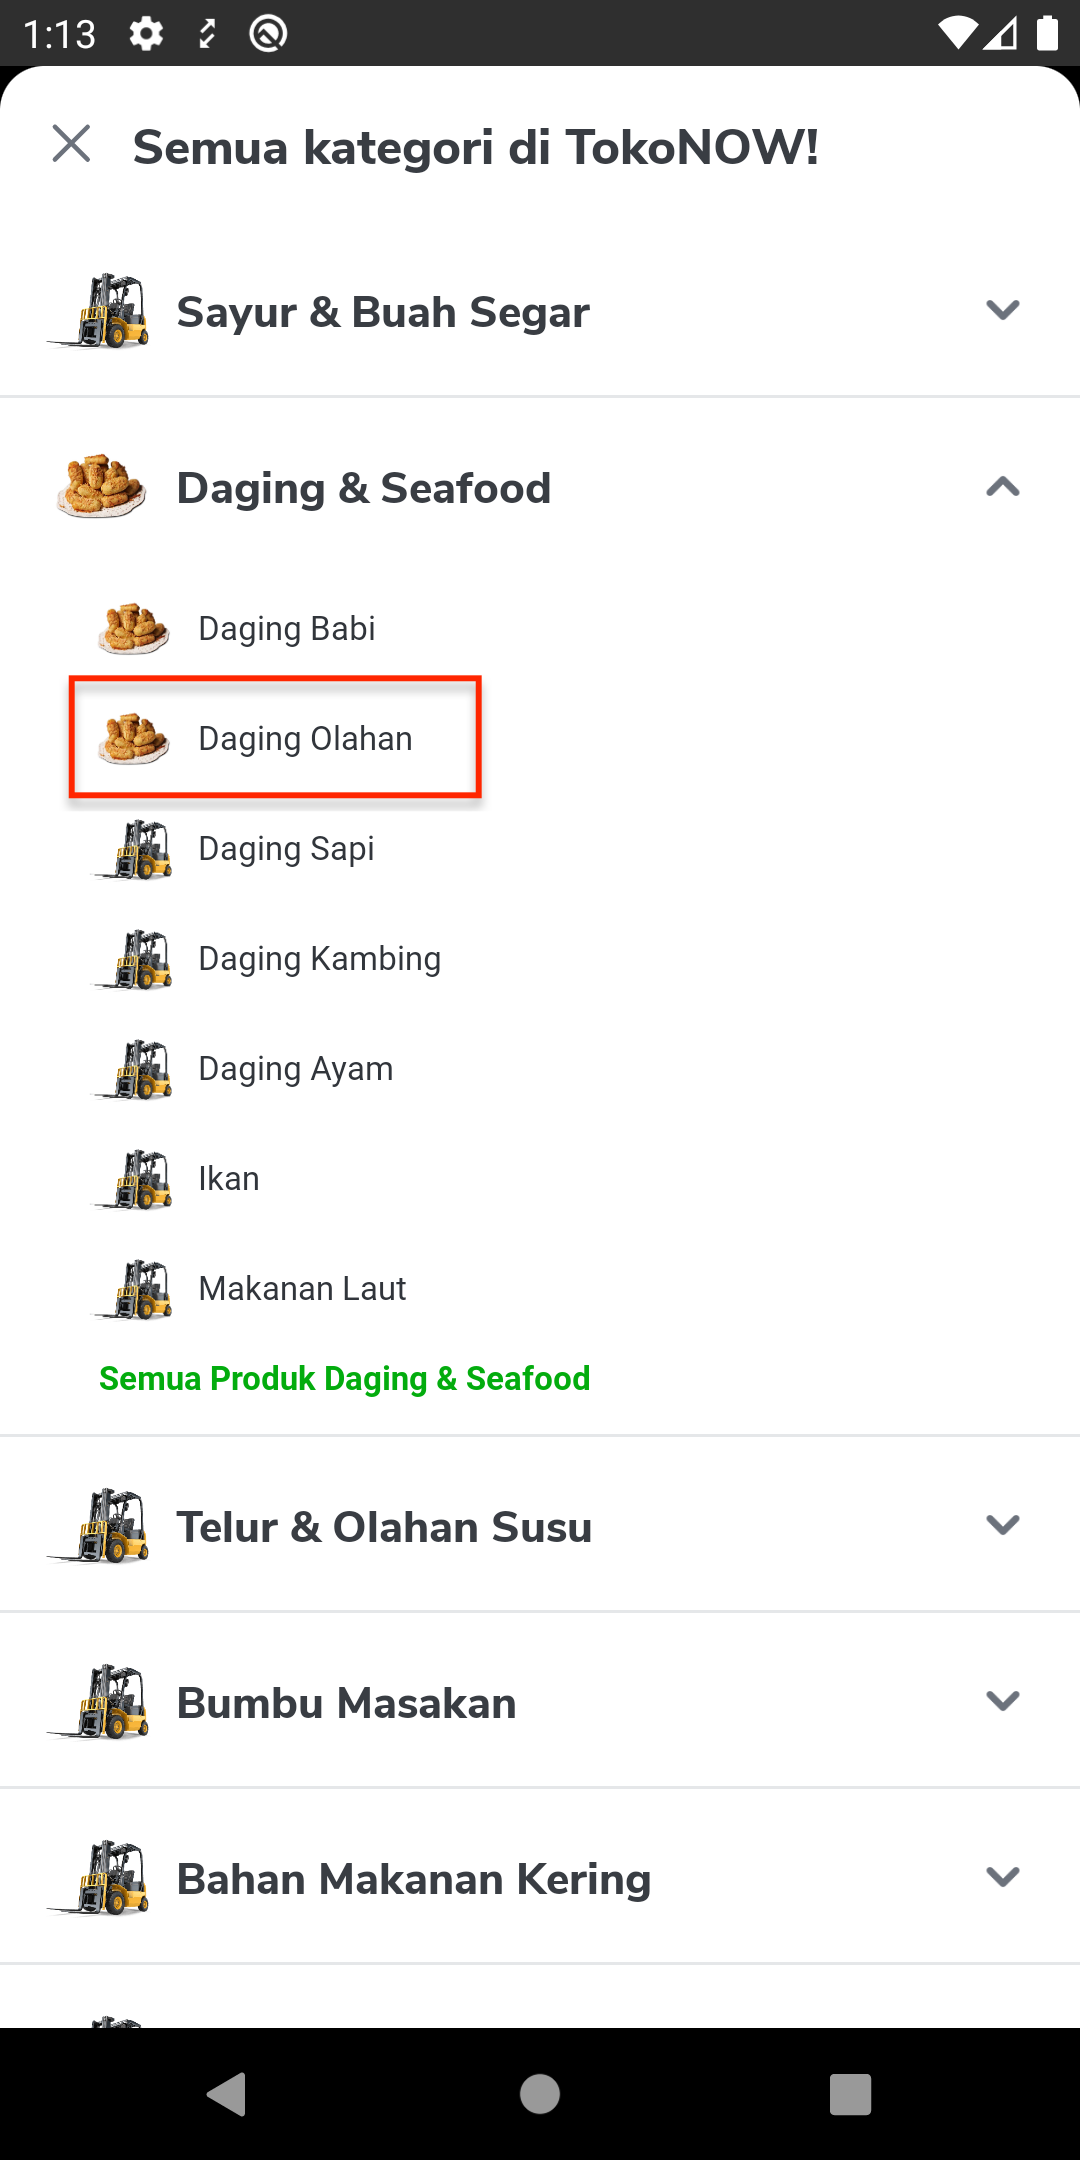 1:13
Semua kategori di TokoNOW!
Sayur & Buah Segar
Daging & Seafood
Daging Babi
Daging Olahan
Daging Sapi
Daging Kambing
Daging Ayam
Ikan
Makanan Laut
Semua Produk Daging & Seafood
Telur & Olahan Susu
Bumbu Masakan
Bahan Makanan Kering